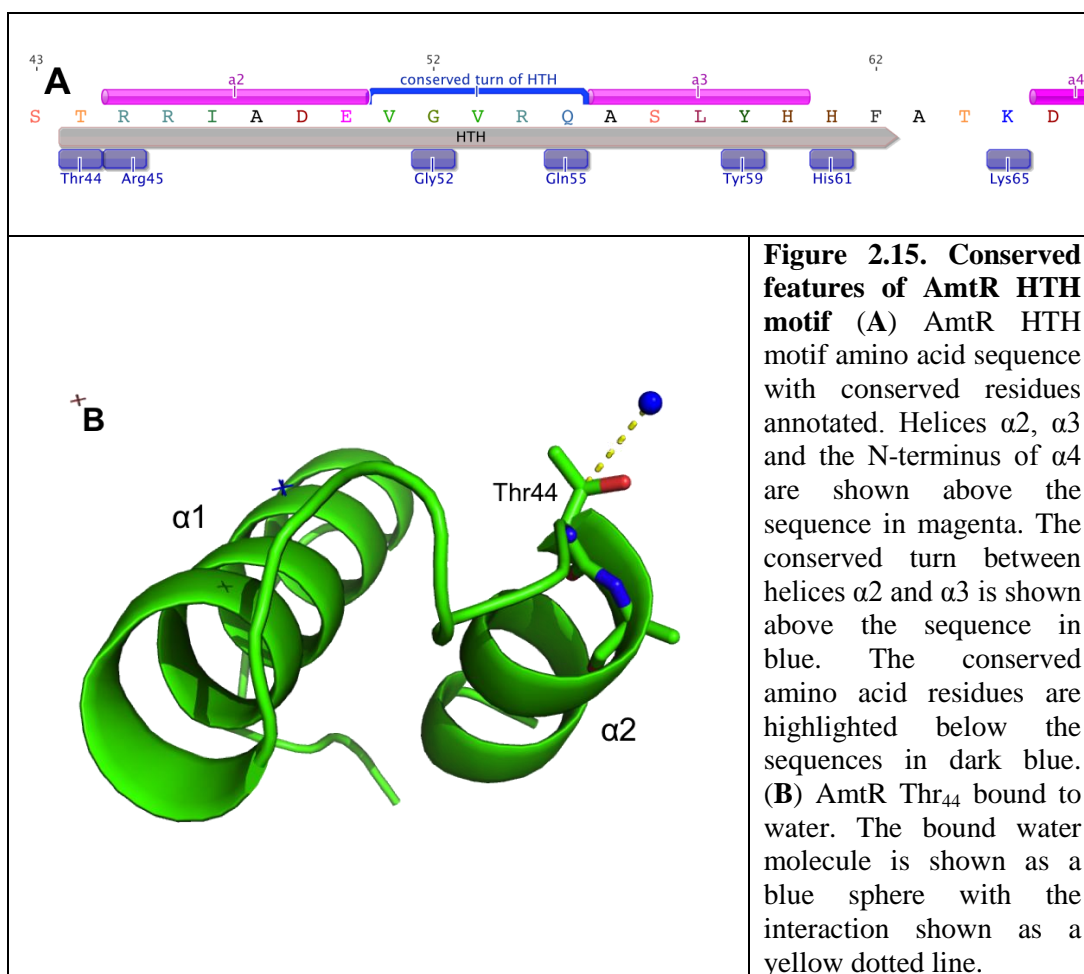 43 52 62
A
a2 conserved turn of HTH a3 a4
S T R R I A D E V G V R Q A S L Y H H F A T K D
HTH
Thr44 Arg45 Gly52 Gln55 Tyr59 His61 Lys65
B
Thr44
α1
α2
Figure 2.15. Conserved
features of AmtR HTH
motif (A) AmtR HTH
motif amino acid sequence
with conserved residues
annotated. Helices α2, α3
and the N-terminus of α4
are shown above the
sequence in magenta. The
conserved turn between
helices α2 and α3 is shown
above the sequence in
blue. The conserved
amino acid residues are
highlighted below the
sequences in dark blue.
(B) AmtR Thr₄₄ bound to
water. The bound water
molecule is shown as a
blue sphere with the
interaction shown as a
yellow dotted line.